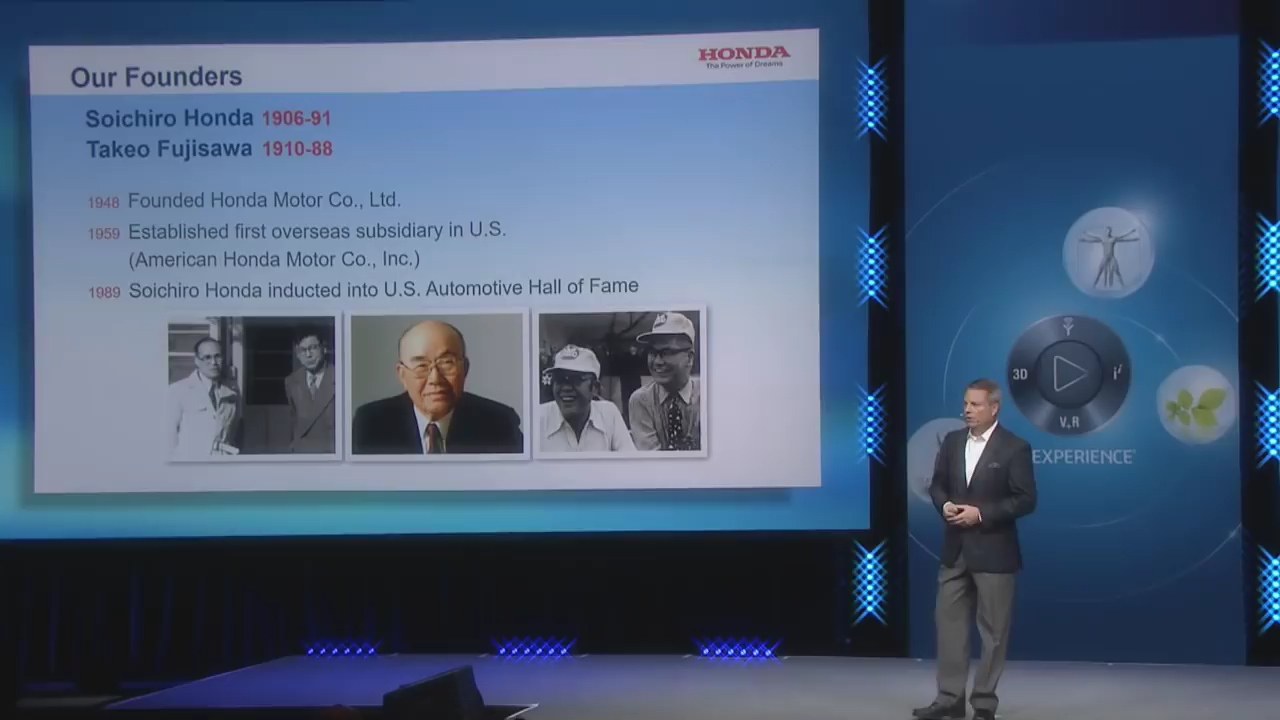 HONDA
The Power of Dreams
Our Founders
Soichiro Honda 1906-91
Takeo Fujisawa 1910-88
1948 Founded Honda Motor Co., Ltd.
1959 Established first overseas subsidiary in U.S.
(American Honda Motor Co., Inc.)
1989 Soichiro Honda inducted into U.S. Automotive Hall of Fame
3D
V.R
EXPERIENCE